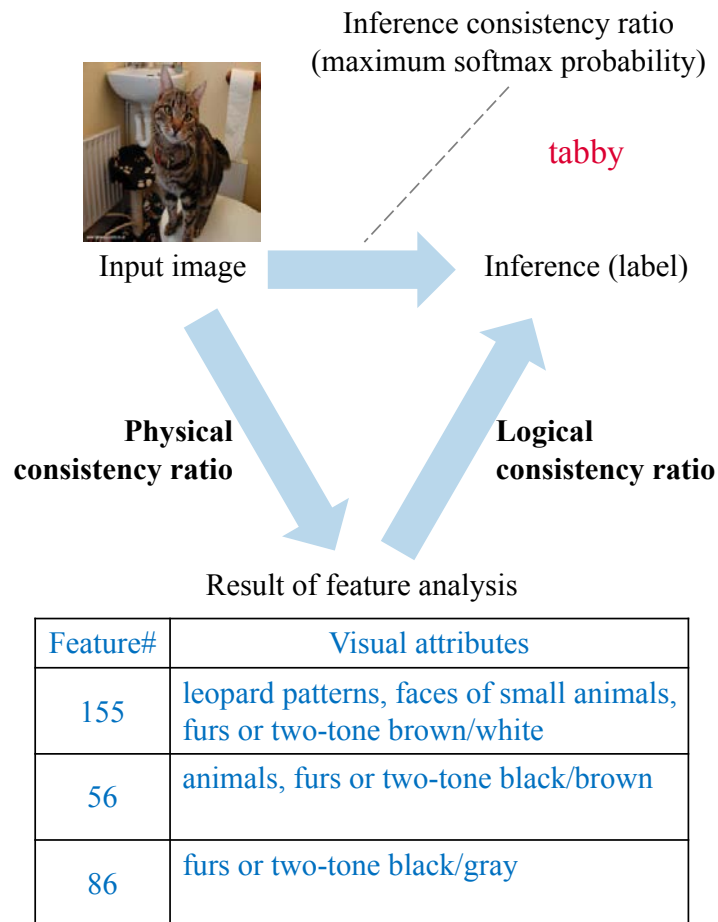 Inference consistency ratio
(maximum softmax probability)
tabby
Input image
Inference (label)
Physical
consistency ratio
Logical
consistency ratio
Result of feature analysis
Feature# Visual attributes
155 leopard patterns, faces of small animals,
furs or two-tone brown/white
56 animals, furs or two-tone black/brown
86 furs or two-tone black/gray